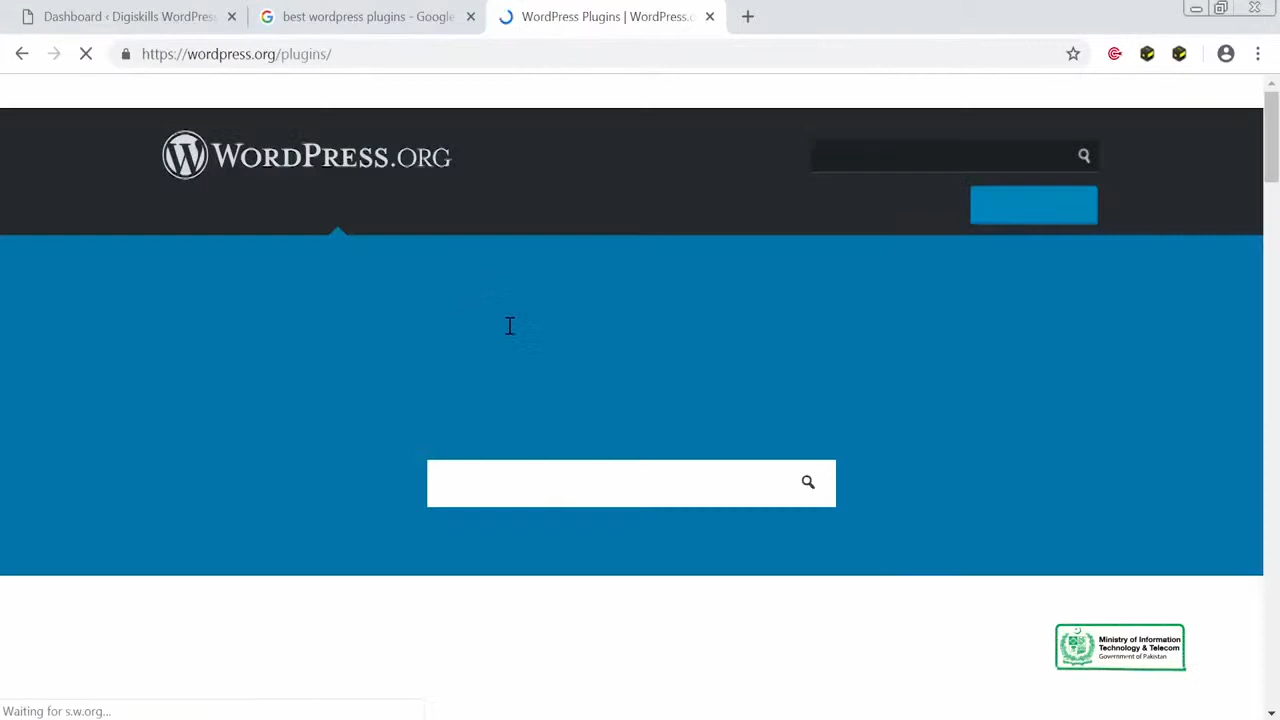 Dashboard ‹ Digiskills WordPress
best wordpress plugins - Google
WordPress Plugins | WordPress.o
https://wordpress.org/plugins/
WORDPRESS.ORG
Ministry of Information
Technology & Telecom
Government of Pakistan
Waiting for s.w.org...